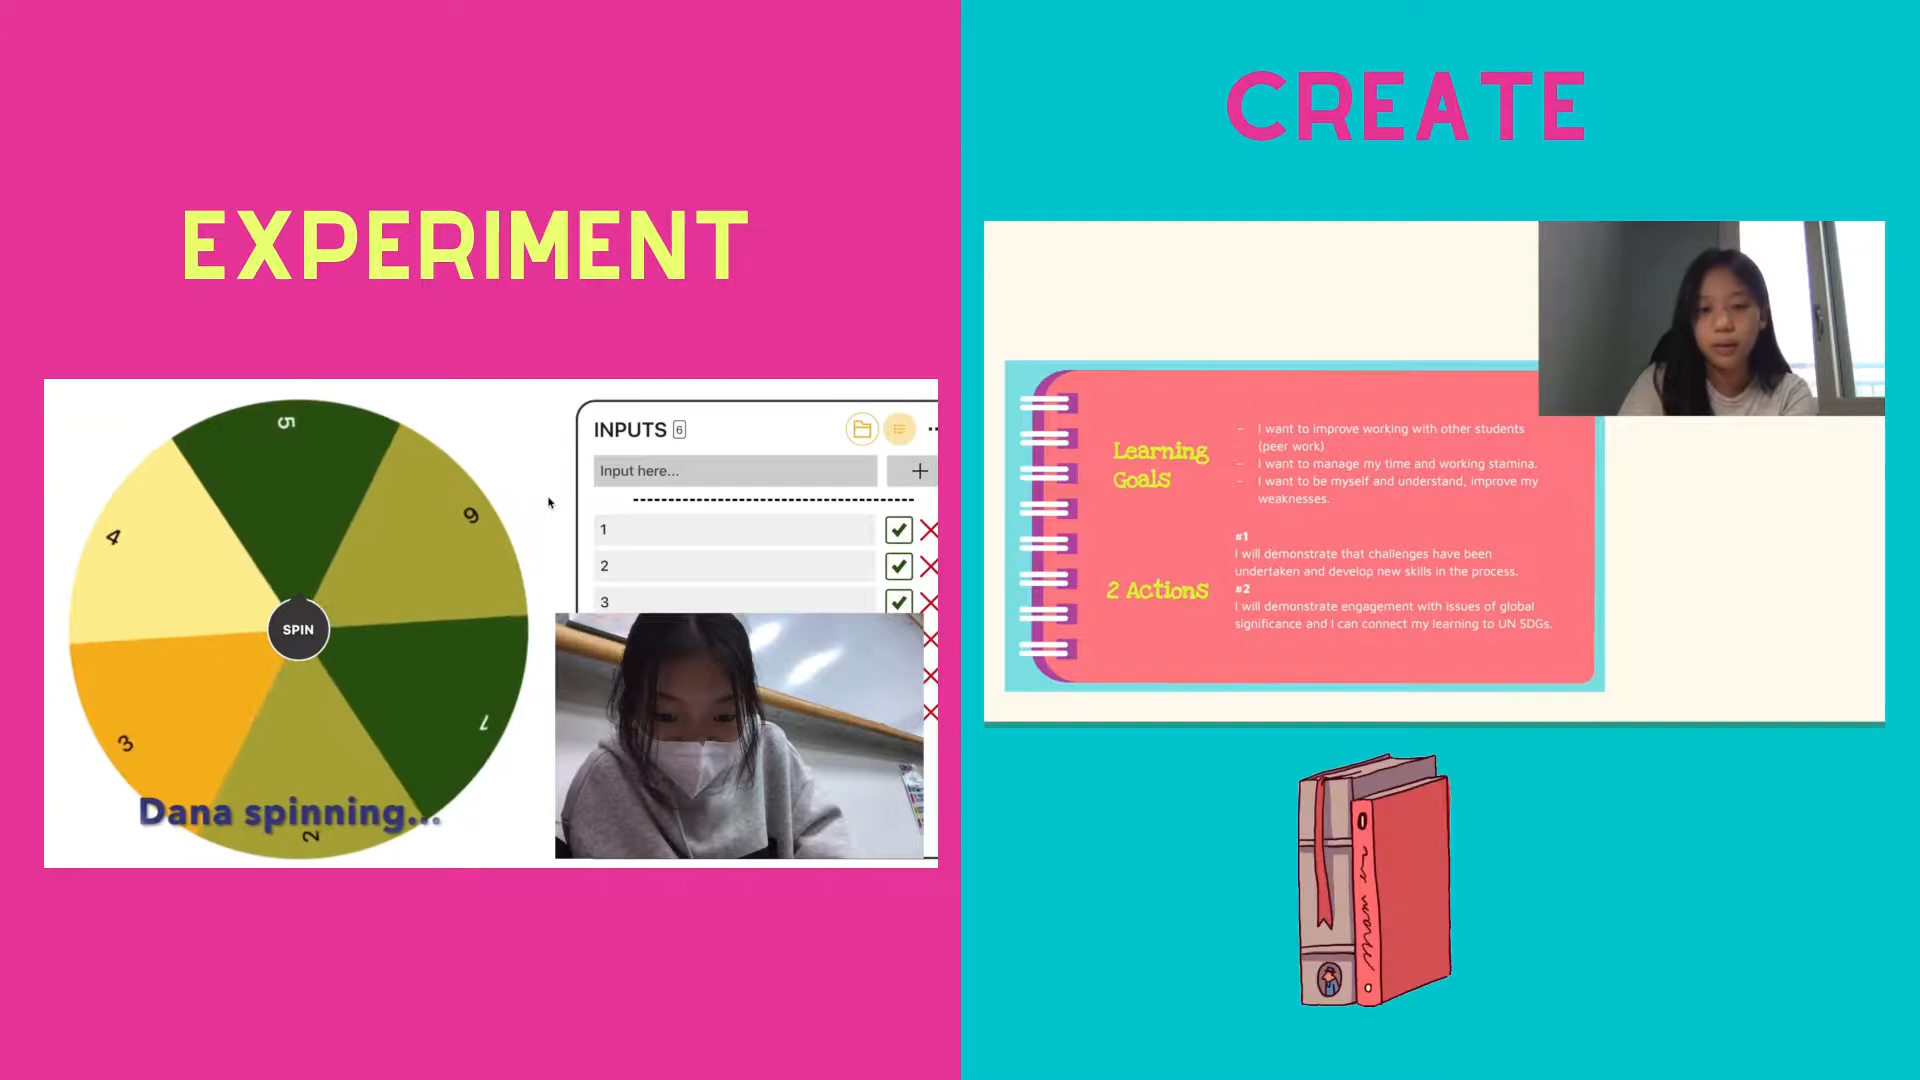 EXPERIMENT
5
6
4
1
3
2
SPIN
Dana spinning...
INPUTS 6
Input here...
1
2
3
CREATE
Learning
Goals
- I want to improve working with other students
(peer work)
- I want to manage my time and working stamina.
- I want to be myself and understand, improve my
weaknesses.
2 Actions
#1
I will demonstrate that challenges have been
undertaken and develop new skills in the process.
#2
I will demonstrate engagement with issues of global
significance and I can connect my learning to UN SDGs.